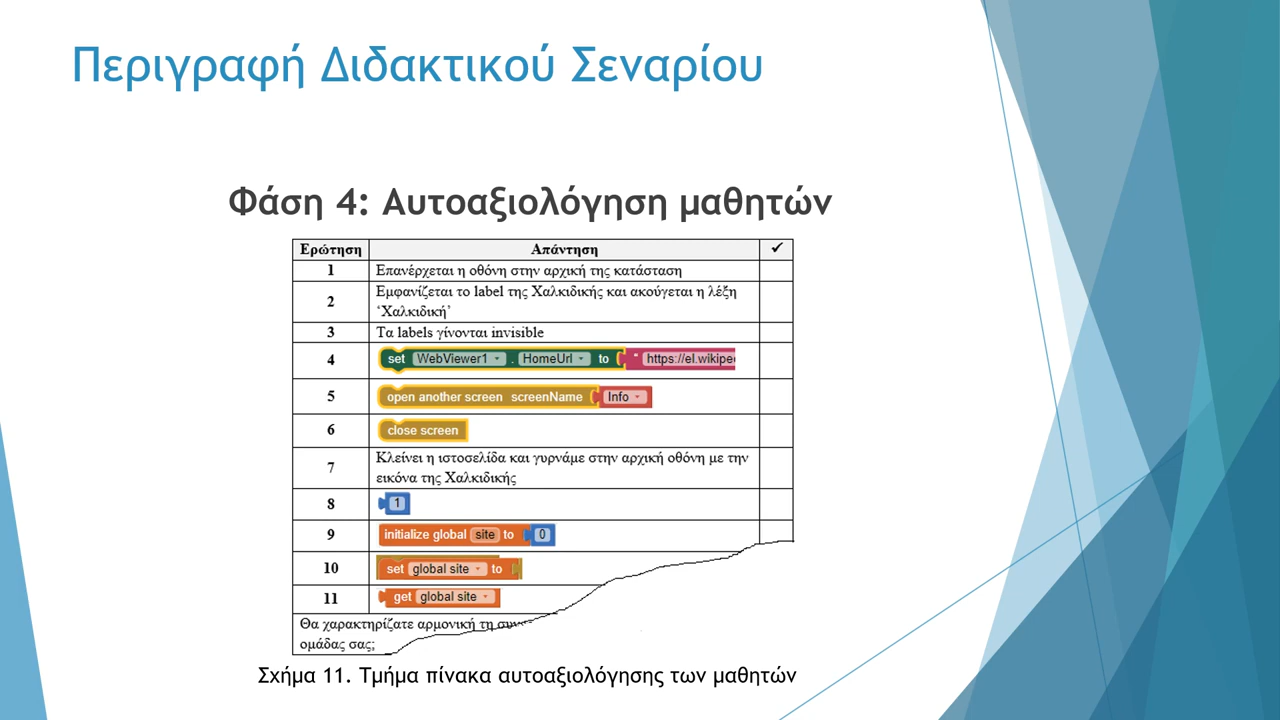 Περιγραφή Διδακτικού Σεναρίου
Φάση 4: Αυτοαξιολόγηση μαθητών
Ερώτηση Απάντηση ✓
1 Επανέρχεται η οθόνη στην αρχική της κατάσταση
2 Εμφανίζεται το label της Χαλκιδικής και ακούγεται η λέξη
‘Χαλκιδική’
3 Τα labels γίνονται invisible
4 set WebViewer1 . HomeUrl to " https://el.wikipe
5 open another screen screenName Info
6 close screen
7 Κλείνει η ιστοσελίδα και γυρνάμε στην αρχική οθόνη με την
εικόνα της Χαλκιδικής
8 1
9 initialize global site to 0
10 set global site to
11 get global site
Θα χαρακτηρίζατε αρμονική τη
ομάδας σας;
Σχήμα 11. Τμήμα πίνακα αυτοαξιολόγησης των μαθητών